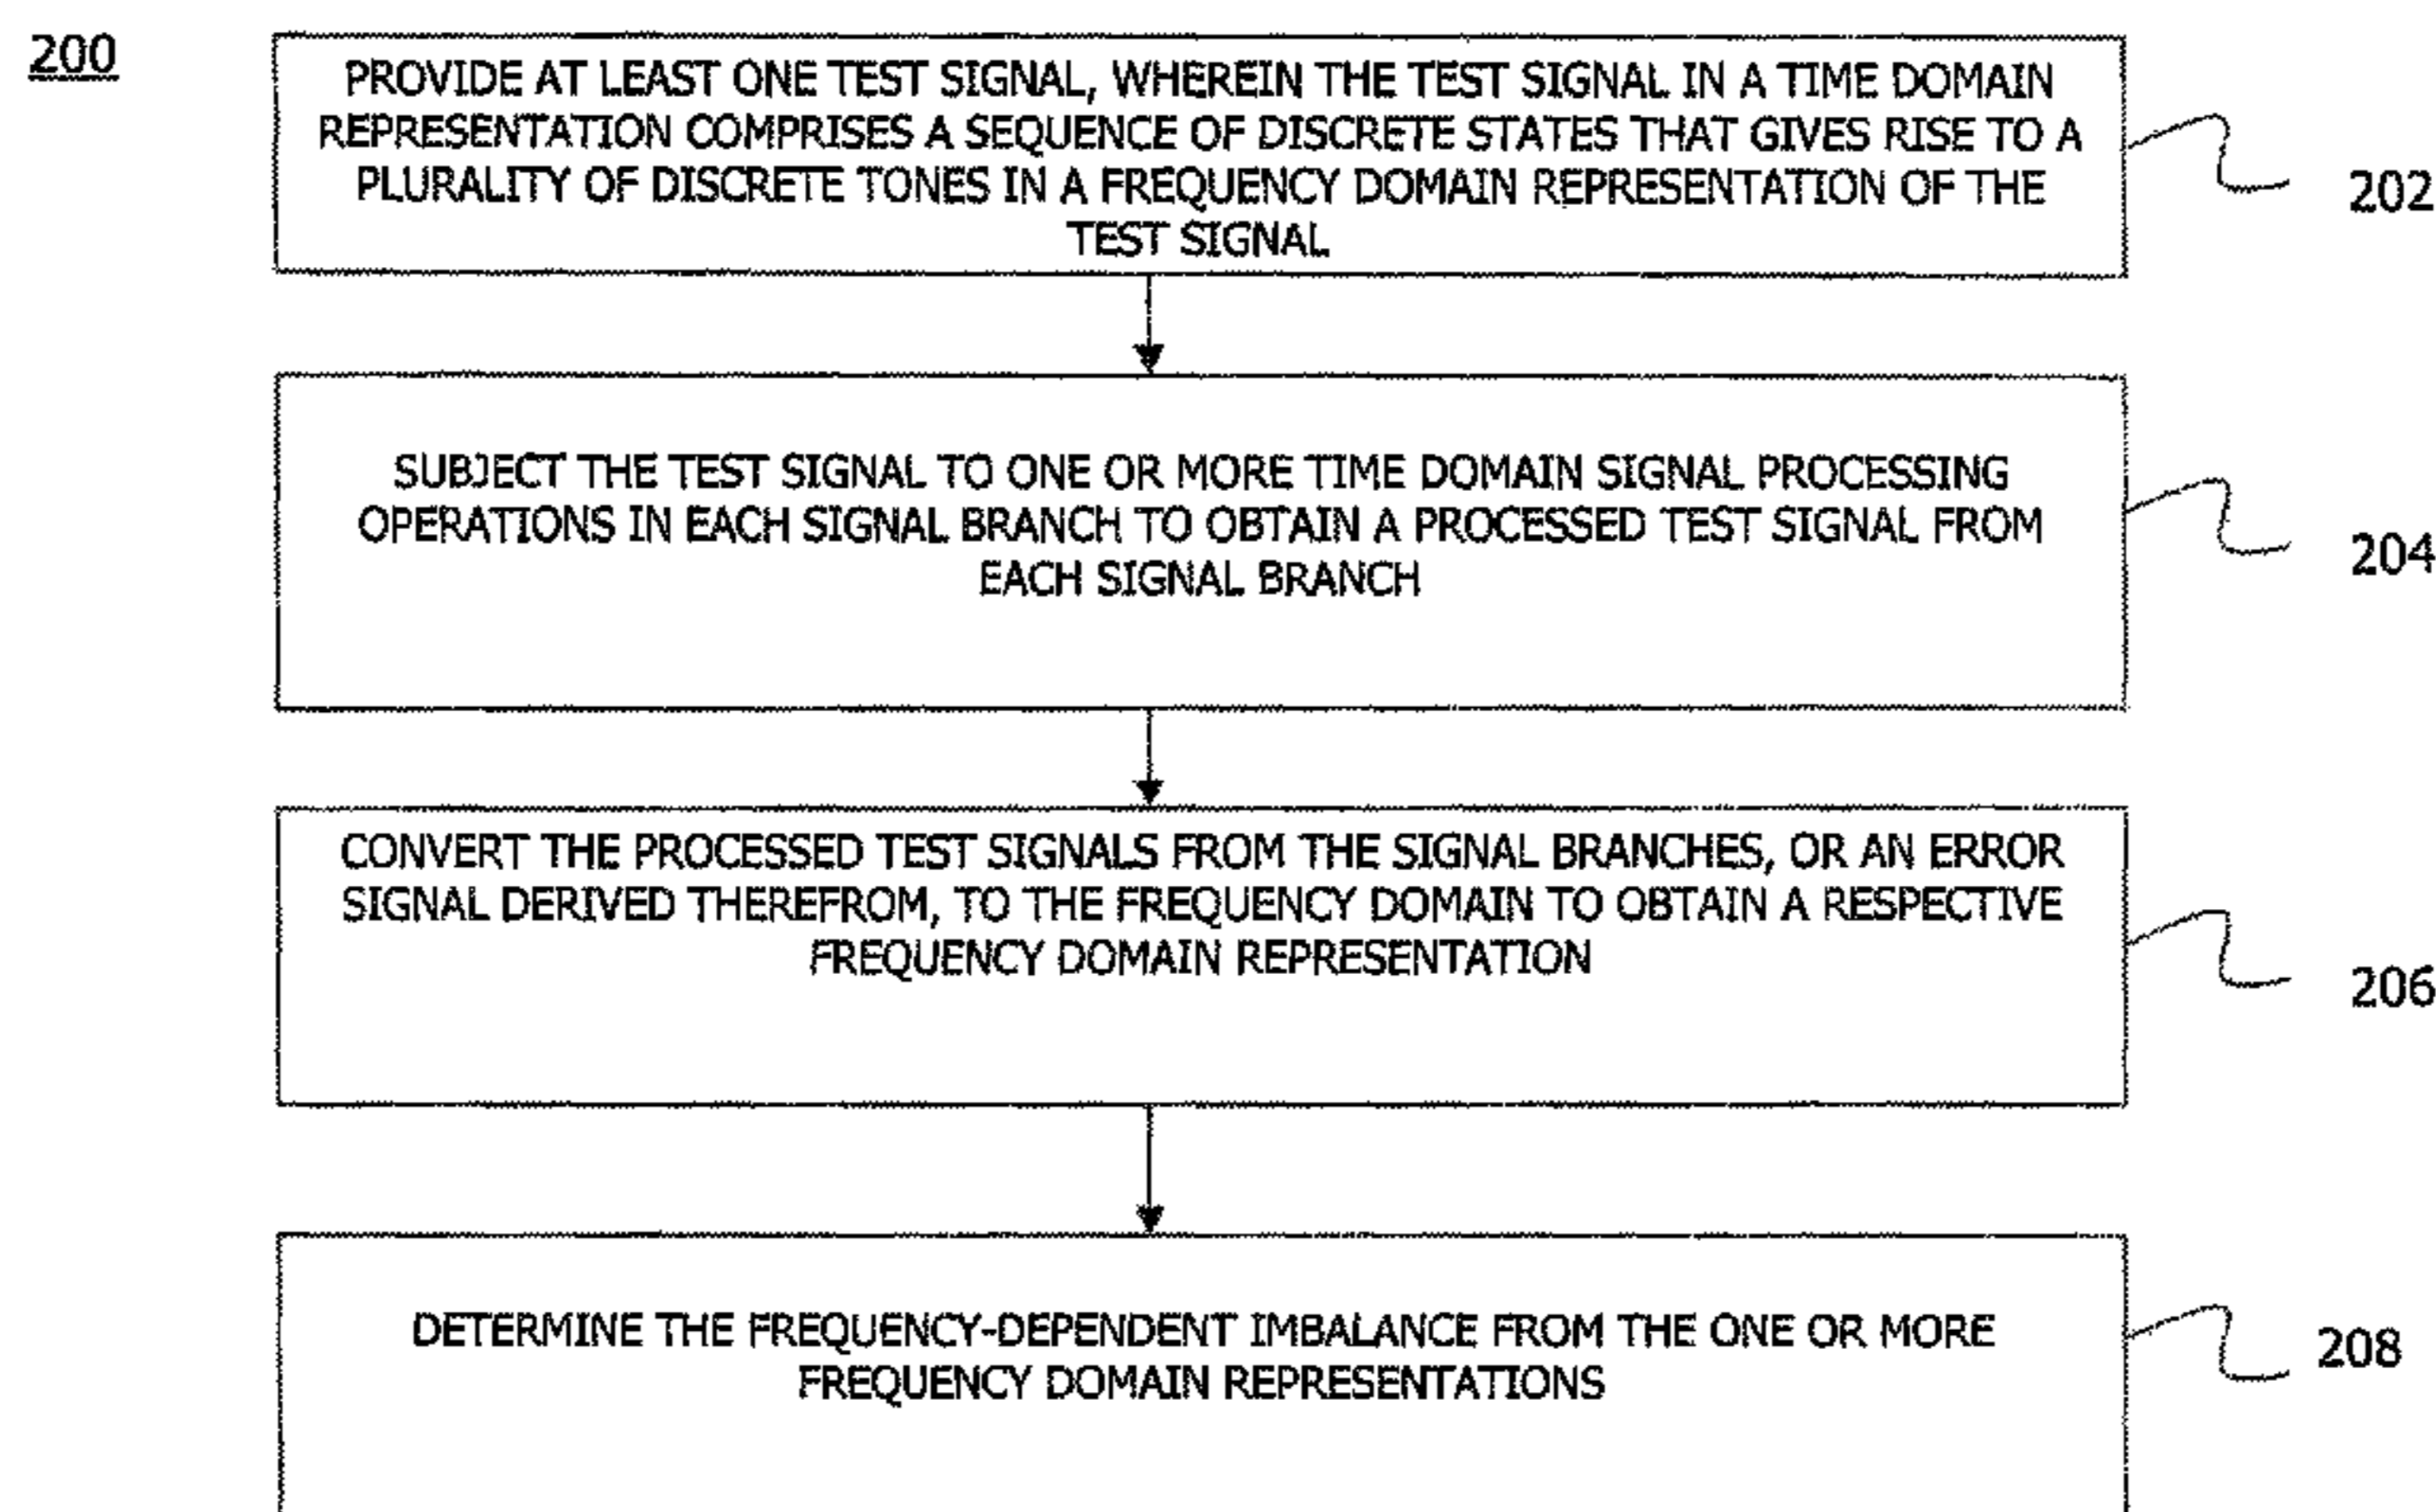 200
PROVIDE AT LEAST ONE TEST SIGNAL, WHEREIN THE TEST SIGNAL IN A TIME DOMAIN
REPRESENTATION COMPRISES A SEQUENCE OF DISCRETE STATES THAT GIVES RISE TO A
PLURALITY OF DISCRETE TONES IN A FREQUENCY DOMAIN REPRESENTATION OF THE
TEST SIGNAL
202
SUBJECT THE TEST SIGNAL TO ONE OR MORE TIME DOMAIN SIGNAL PROCESSING
OPERATIONS IN EACH SIGNAL BRANCH TO OBTAIN A PROCESSED TEST SIGNAL FROM
EACH SIGNAL BRANCH
204
CONVERT THE PROCESSED TEST SIGNALS FROM THE SIGNAL BRANCHES, OR AN ERROR
SIGNAL DERIVED THEREFROM, TO THE FREQUENCY DOMAIN TO OBTAIN A RESPECTIVE
FREQUENCY DOMAIN REPRESENTATION
206
DETERMINE THE FREQUENCY-DEPENDENT IMBALANCE FROM THE ONE OR MORE
FREQUENCY DOMAIN REPRESENTATIONS
208